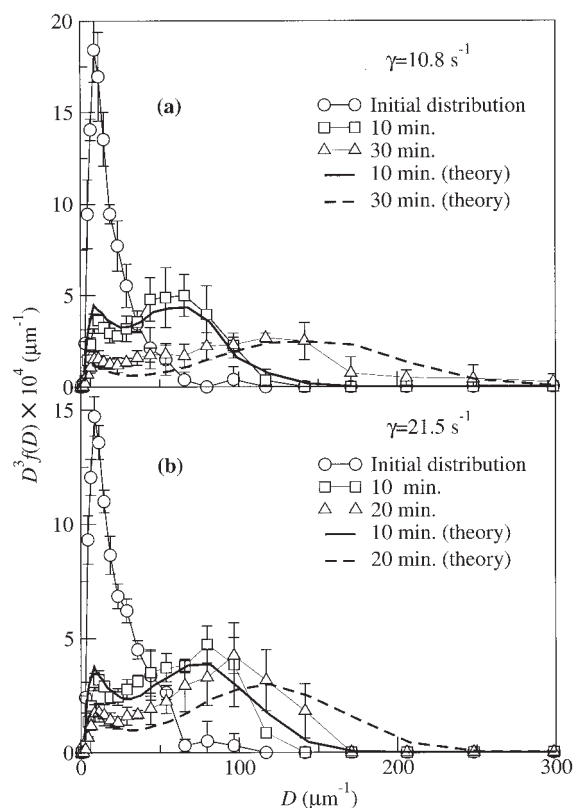 20
15
10
5
0
γ=10.8 s⁻¹
(a)
Initial distribution
10 min.
30 min.
10 min. (theory)
30 min. (theory)
D³f(D) × 10⁴ (μm⁻¹)
15
10
5
0
γ=21.5 s⁻¹
(b)
Initial distribution
10 min.
20 min.
10 min. (theory)
20 min. (theory)
0 100 200 300
D (μm⁻¹)